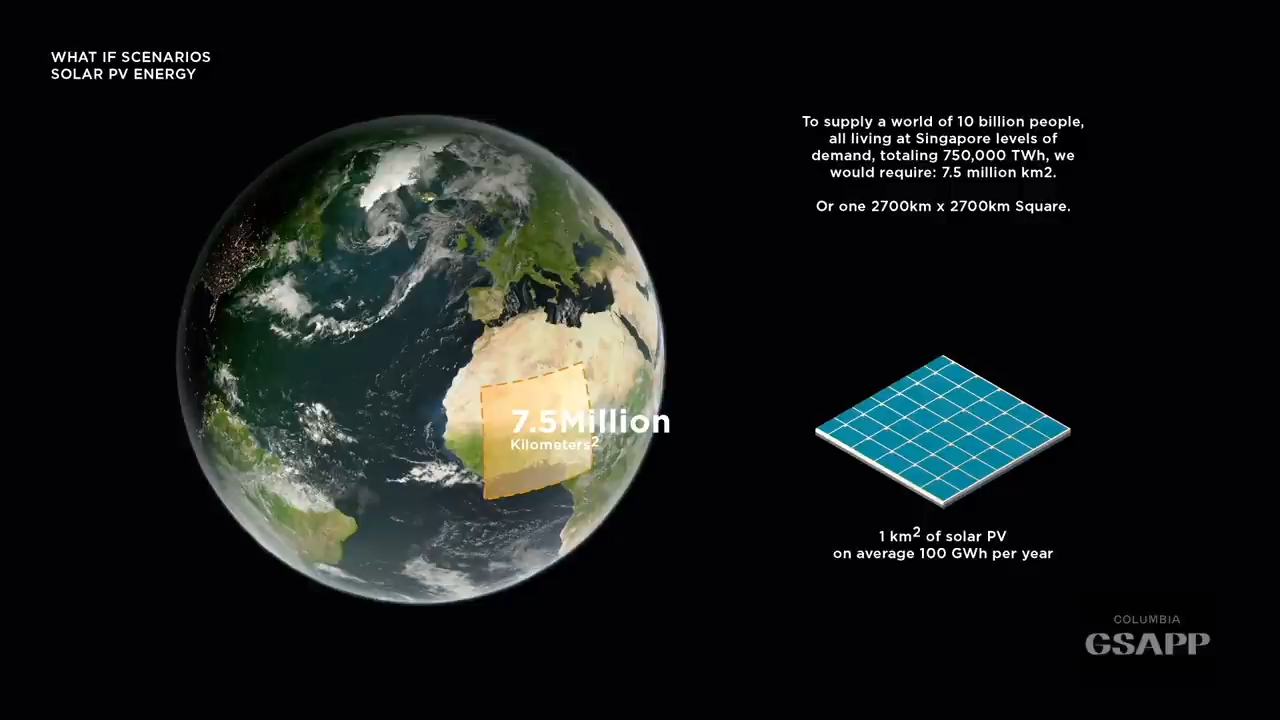 WHAT IF SCENARIOS
SOLAR PV ENERGY
To supply a world of 10 billion people,
all living at Singapore levels of
demand, totaling 750,000 TWh, we
would require: 7.5 million km2.
Or one 2700km x 2700km Square.
7.5Million
Kilometers²
1 km² of solar PV
on average 100 GWh per year
COLUMBIA
GSAPP